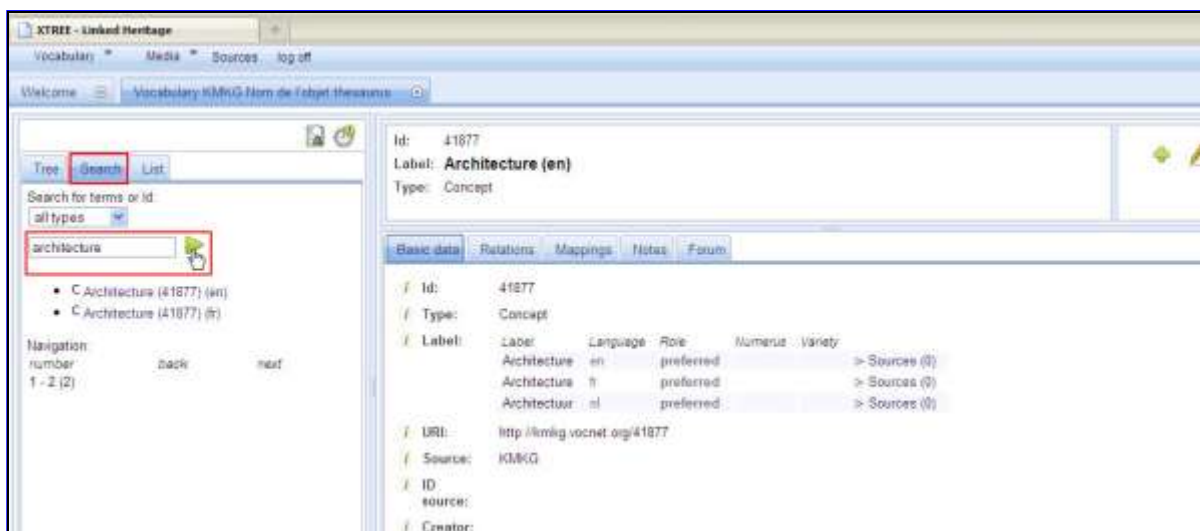 XTREE - Linked Heritage
Vocabulary Media Sources log off
Welcome Vocabulary KMKG Nom de l'objet thesaurus
Tree Search List
Search for terms or Id:
all types
architecture
C Architecture (41877) (en)
C Architecture (41877) (fr)
Navigation:
number back next
1 - 2 (2)
Id: 41877
Label: Architecture (en)
Type: Concept
Basic data Relations Mappings Notes Forum
i Id: 41877
i Type: Concept
i Label: Label Language Role Numerus Variety
Architecture en preferred > Sources (0)
Architecture fr preferred > Sources (0)
Architectuur nl preferred > Sources (0)
i URI: http://kmkg.vocnet.org/41877
i Source: KMKG
i ID
source:
i Creator: